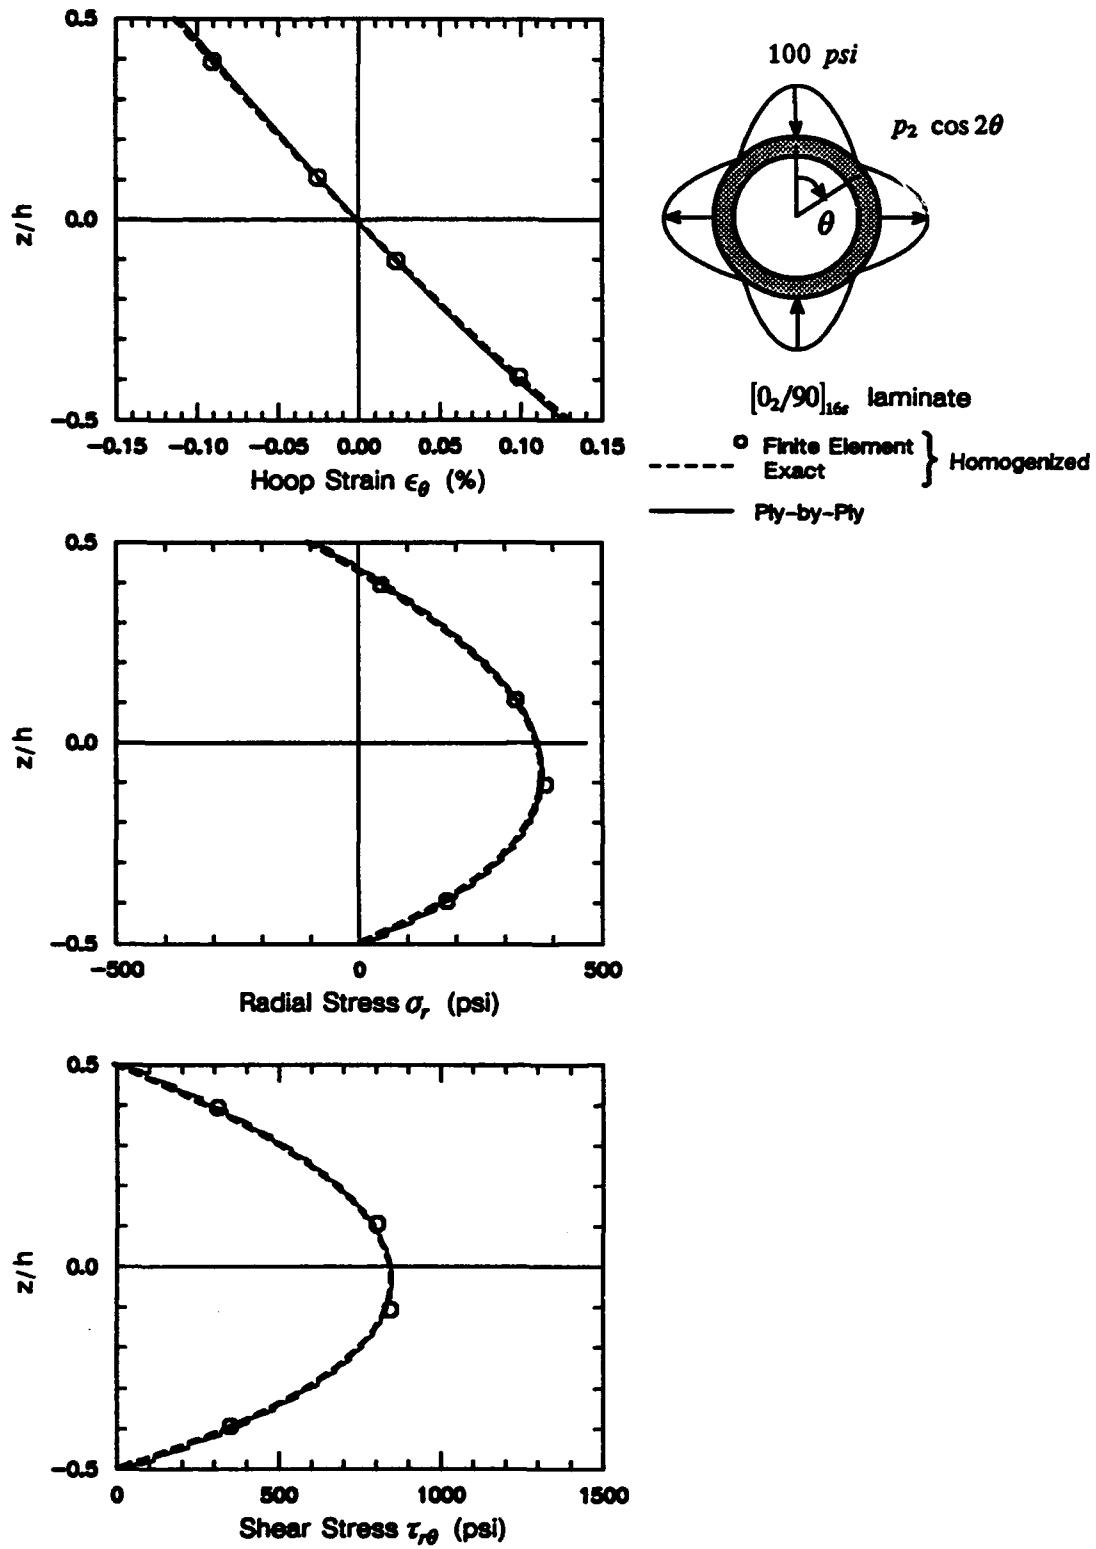 0.5
0.0
-0.5
z/h
-0.15 -0.10 -0.05 0.00 0.05 0.10 0.15
Hoop Strain ϵθ (%)
100 psi
p₂ cos 2θ
θ
[0₂/90]₁₆ₛ laminate
Finite Element
Exact
Homogenized
Ply-by-Ply
0.5
0.0
-0.5
z/h
-500 0 500
Radial Stress σᵣ (psi)
0.5
0.0
-0.5
z/h
0 500 1000 1500
Shear Stress τᵣθ (psi)